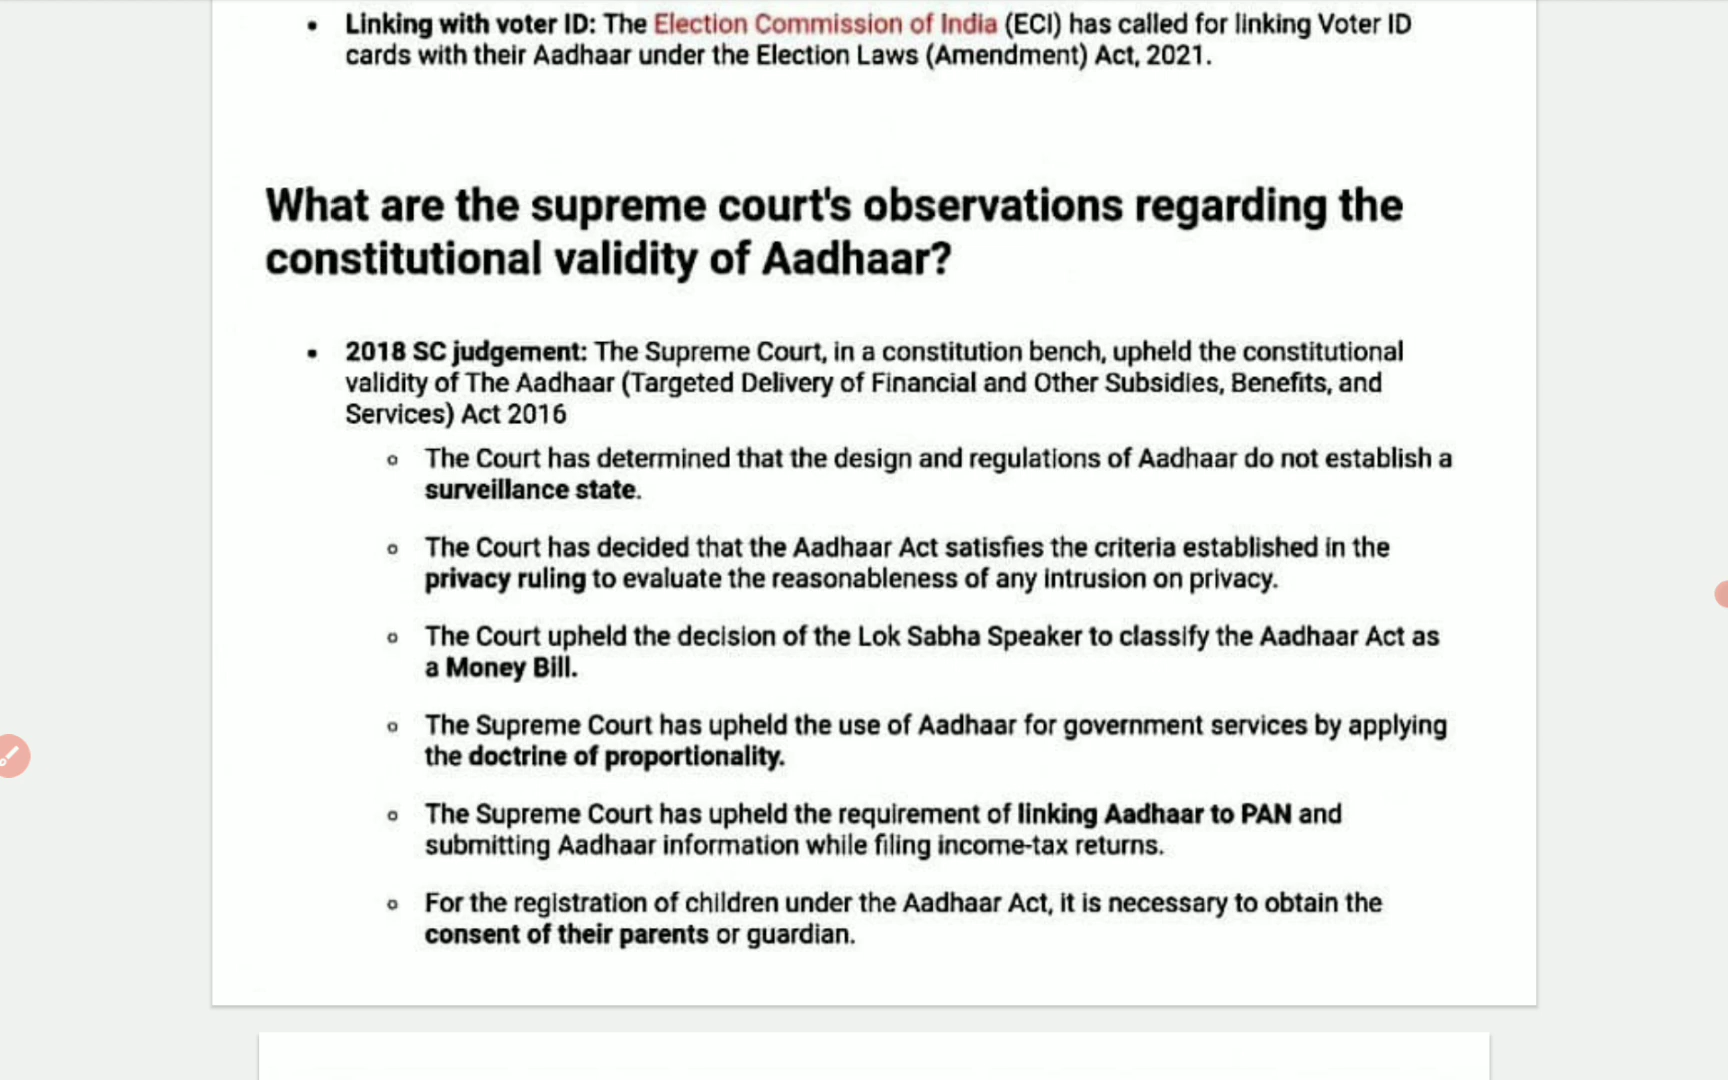 • Linking with voter ID: The Election Commission of India (ECI) has called for linking Voter ID
cards with their Aadhaar under the Election Laws (Amendment) Act, 2021.
What are the supreme court's observations regarding the
constitutional validity of Aadhaar?
• 2018 SC judgement: The Supreme Court, in a constitution bench, upheld the constitutional
validity of The Aadhaar (Targeted Delivery of Financial and Other Subsidies, Benefits, and
Services) Act 2016
o The Court has determined that the design and regulations of Aadhaar do not establish a
surveillance state.
o The Court has decided that the Aadhaar Act satisfies the criteria established in the
privacy ruling to evaluate the reasonableness of any intrusion on privacy.
o The Court upheld the decision of the Lok Sabha Speaker to classify the Aadhaar Act as
a Money Bill.
o The Supreme Court has upheld the use of Aadhaar for government services by applying
the doctrine of proportionality.
o The Supreme Court has upheld the requirement of linking Aadhaar to PAN and
submitting Aadhaar information while filing income-tax returns.
o For the registration of children under the Aadhaar Act, it is necessary to obtain the
consent of their parents or guardian.